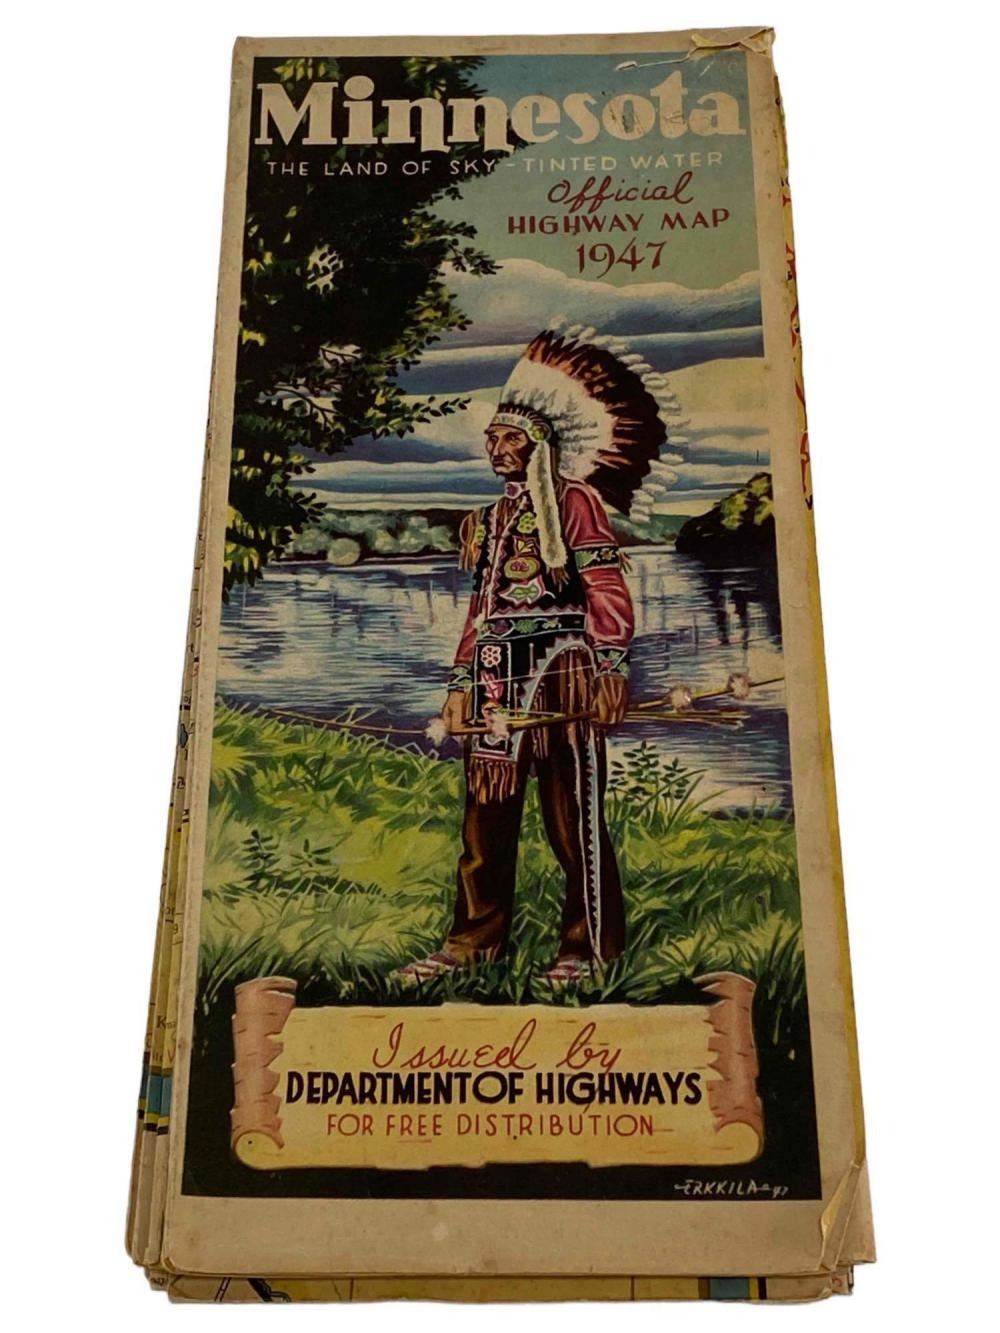 Minnesota
THE LAND OF SKY-TINTED WATER
Official
HIGHWAY MAP
1947
Issued by
DEPARTMENT OF HIGHWAYS
FOR FREE DISTRIBUTION
ERKKILA 47